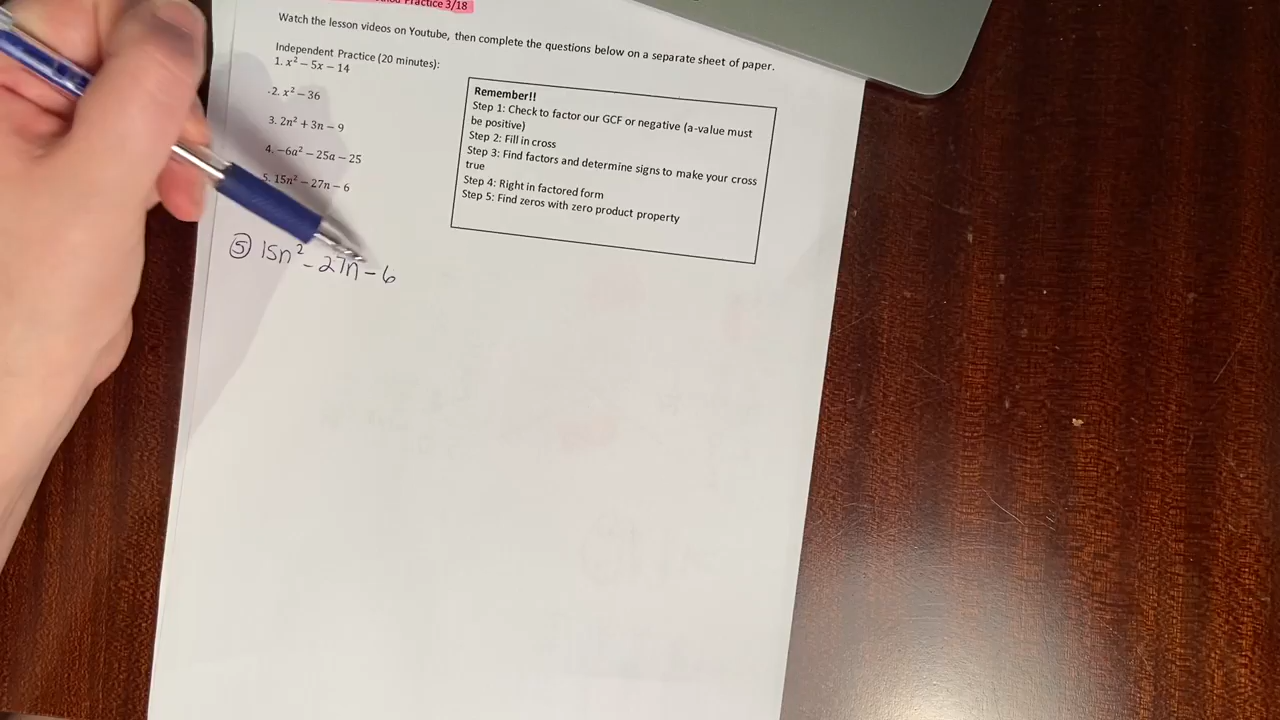 Practice 3/18
Watch the lesson videos on Youtube, then complete the questions below on a separate sheet of paper.
Independent Practice (20 minutes):
1. x² – 5x – 14
2. x² – 36
3. 2n² + 3n – 9
4. –6a² – 25a – 25
5. 15n² – 27n – 6
Remember!!
Step 1: Check to factor our GCF or negative (a-value must
be positive)
Step 2: Fill in cross
Step 3: Find factors and determine signs to make your cross
true
Step 4: Right in factored form
Step 5: Find zeros with zero product property
⑤ 15n² – 27n – 6